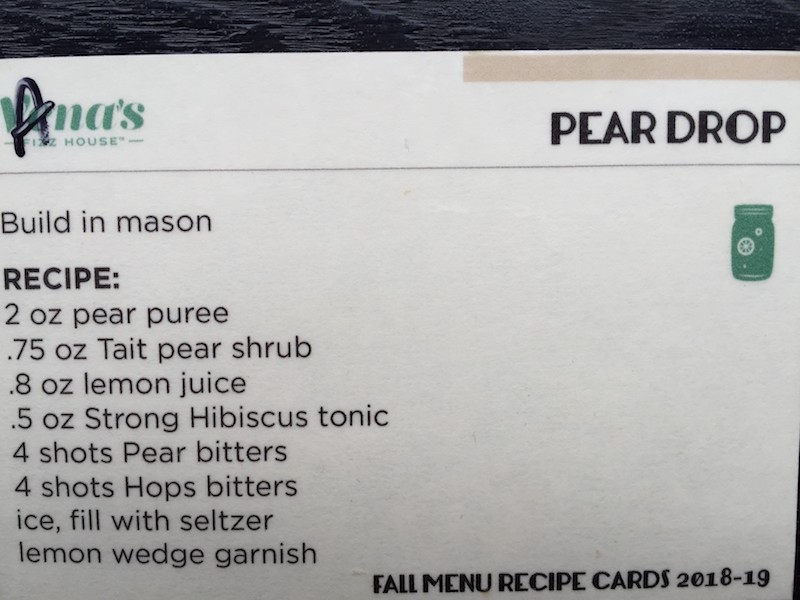 Vena's
FIZZ HOUSE™
PEAR DROP
Build in mason
RECIPE:
2 oz pear puree
.75 oz Tait pear shrub
.8 oz lemon juice
.5 oz Strong Hibiscus tonic
4 shots Pear bitters
4 shots Hops bitters
ice, fill with seltzer
lemon wedge garnish
FALL MENU RECIPE CARDS 2018-19